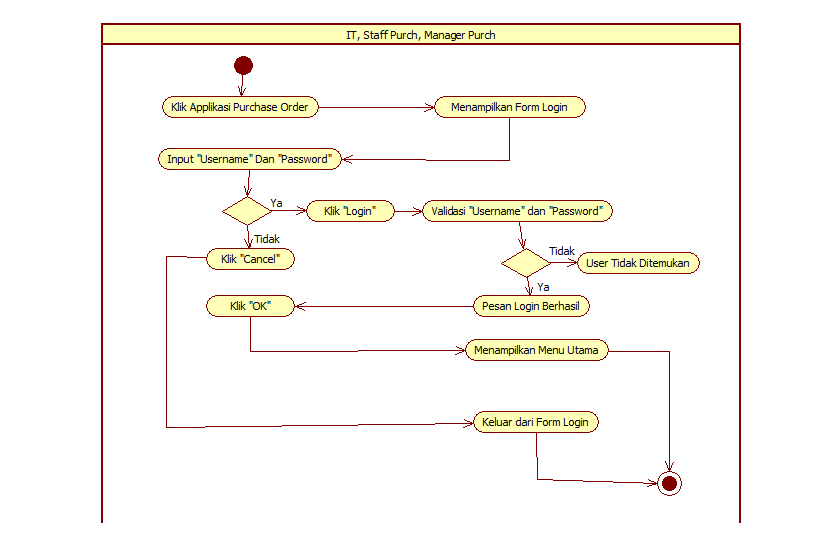 IT, Staff Purch, Manager Purch
Klik Applikasi Purchase Order
Menampilkan Form Login
Input "Username" Dan "Password"
Ya
Klik "Login"
Validasi "Username" dan "Password"
Tidak
Klik "Cancel"
Tidak
User Tidak Ditemukan
Ya
Klik "OK"
Pesan Login Berhasil
Menampilkan Menu Utama
Keluar dari Form Login